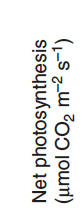 Net photosynthesis
(μmol CO₂ m⁻² s⁻¹)